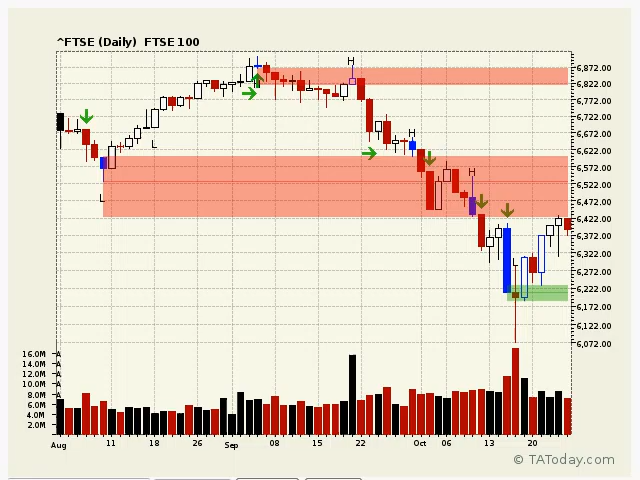 ^FTSE (Daily) FTSE 100
H
6,872.00
6,822.00
6,772.00
6,722.00
H
6,672.00
L
6,622.00
H
6,572.00
6,522.00
L
6,472.00
6,422.00
6,372.00
L
6,322.00
6,272.00
6,222.00
6,172.00
6,122.00
6,072.00
16.0M A
14.0M A
12.0M A
10.0M A
8.0M A
6.0M
4.0M
2.0M
Aug 11 18 26 Sep 08 15 22 Oct 06 13 20
© TAToday.com/